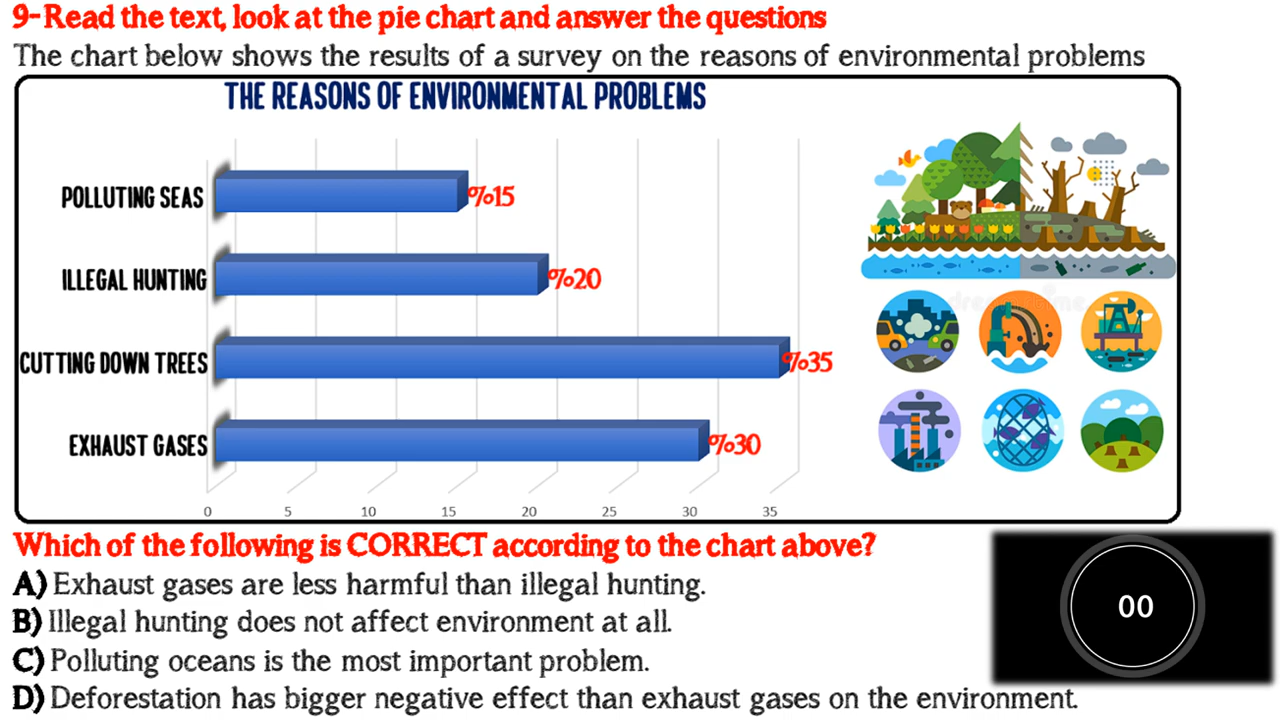 9-Read the text, look at the pie chart and answer the questions
The chart below shows the results of a survey on the reasons of environmental problems
THE REASONS OF ENVIRONMENTAL PROBLEMS
POLLUTING SEAS %15
ILLEGAL HUNTING %20
CUTTING DOWN TREES %35
EXHAUST GASES %30
0 5 10 15 20 25 30 35
Which of the following is CORRECT according to the chart above?
A) Exhaust gases are less harmful than illegal hunting.
B) Illegal hunting does not affect environment at all.
C) Polluting oceans is the most important problem.
D) Deforestation has bigger negative effect than exhaust gases on the environment.
00